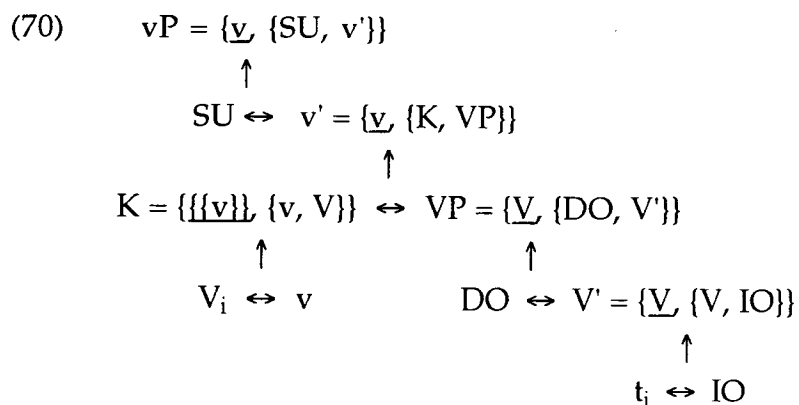 (70) vP = {v, {SU, v'}}
↑
SU ↔ v' = {v, {K, VP}}
↑
K = {{{v}}, {v, V}} ↔ VP = {V, {DO, V'}}
↑ ↑
Vᵢ ↔ v DO ↔ V' = {V, {V, IO}}
↑
tᵢ ↔ IO